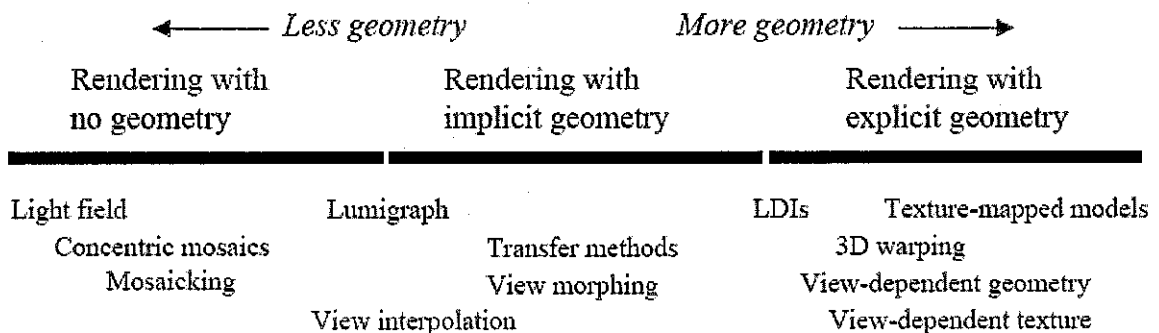 Less geometry More geometry
Rendering with Rendering with Rendering with
no geometry implicit geometry explicit geometry
Light field Lumigraph LDIs Texture-mapped models
Concentric mosaics Transfer methods 3D warping
Mosaicking View morphing View-dependent geometry
View interpolation View-dependent texture